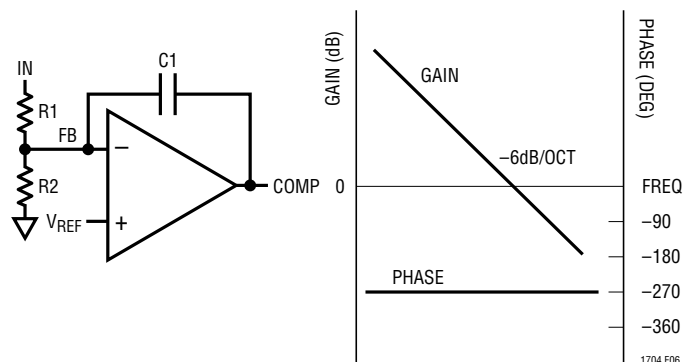 IN
R1
FB
R2
V_REF
C1
−
+
COMP
GAIN (dB)
0
GAIN
−6dB/OCT
PHASE
PHASE (DEG)
FREQ
−90
−180
−270
−360
1704 F06